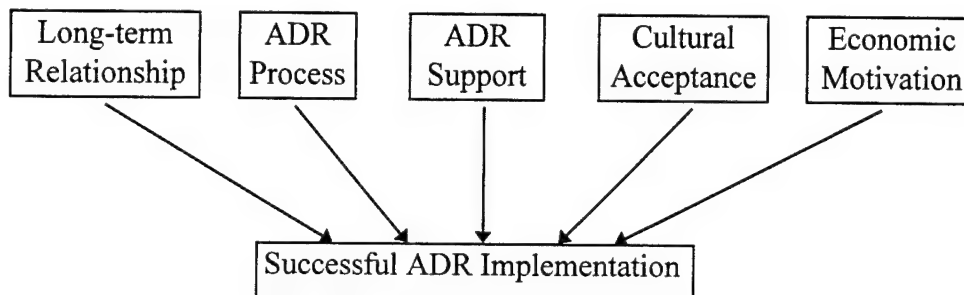 Long-term
Relationship
ADR
Process
ADR
Support
Cultural
Acceptance
Economic
Motivation
Successful ADR Implementation